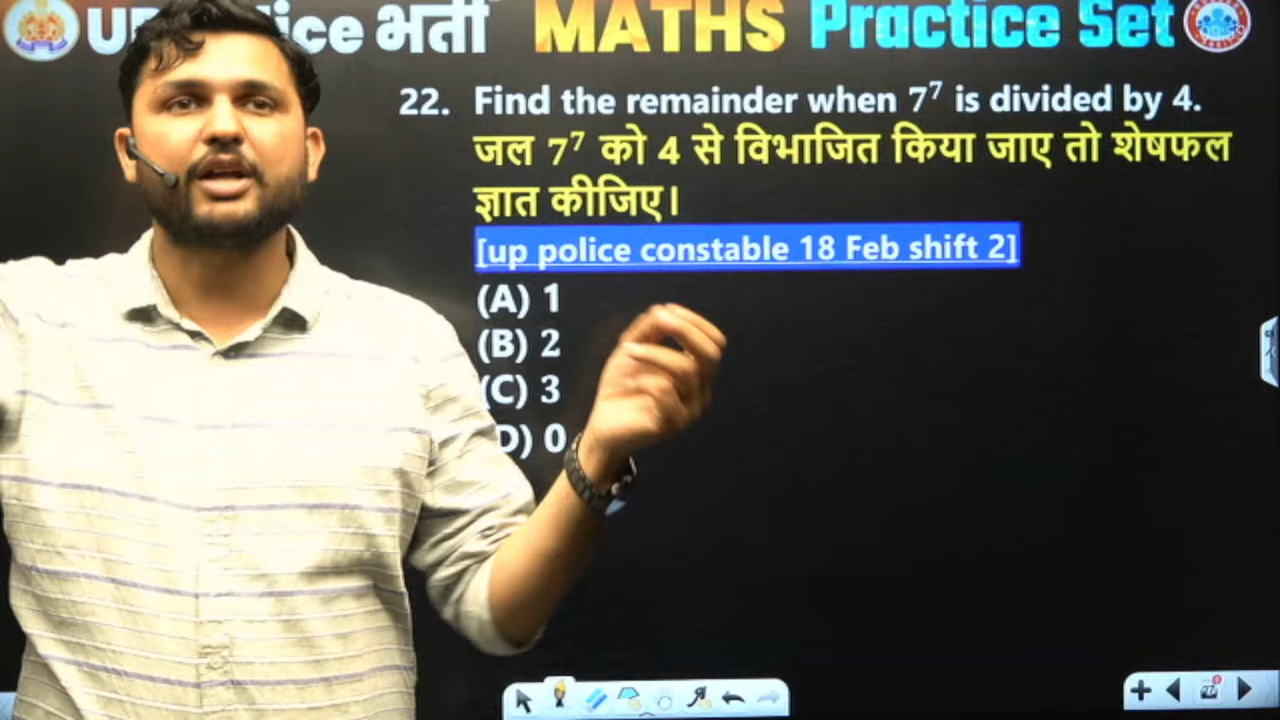 भर्ती MATHS Practice Set
22. Find the remainder when 7⁷ is divided by 4.
जल 7⁷ को 4 से विभाजित किया जाए तो शेषफल
ज्ञात कीजिए।
[up police constable 18 Feb shift 2]
(A) 1
(B) 2
(C) 3
D) 0